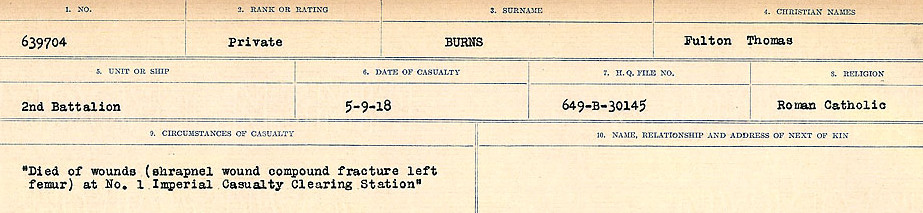 1. NO. 2. RANK OR RATING 3. SURNAME 4. CHRISTIAN NAMES
639704 Private BURNS Fulton Thomas
5. UNIT OR SHIP 6. DATE OF CASUALTY 7. H.Q. FILE NO. 8. RELIGION
2nd Battalion 5-9-18 649-B-30145 Roman Catholic
9. CIRCUMSTANCES OF CASUALTY 10. NAME, RELATIONSHIP AND ADDRESS OF NEXT OF KIN
"Died of wounds (shrapnel wound compound fracture left
femur) at No. 1 Imperial Casualty Clearing Station"